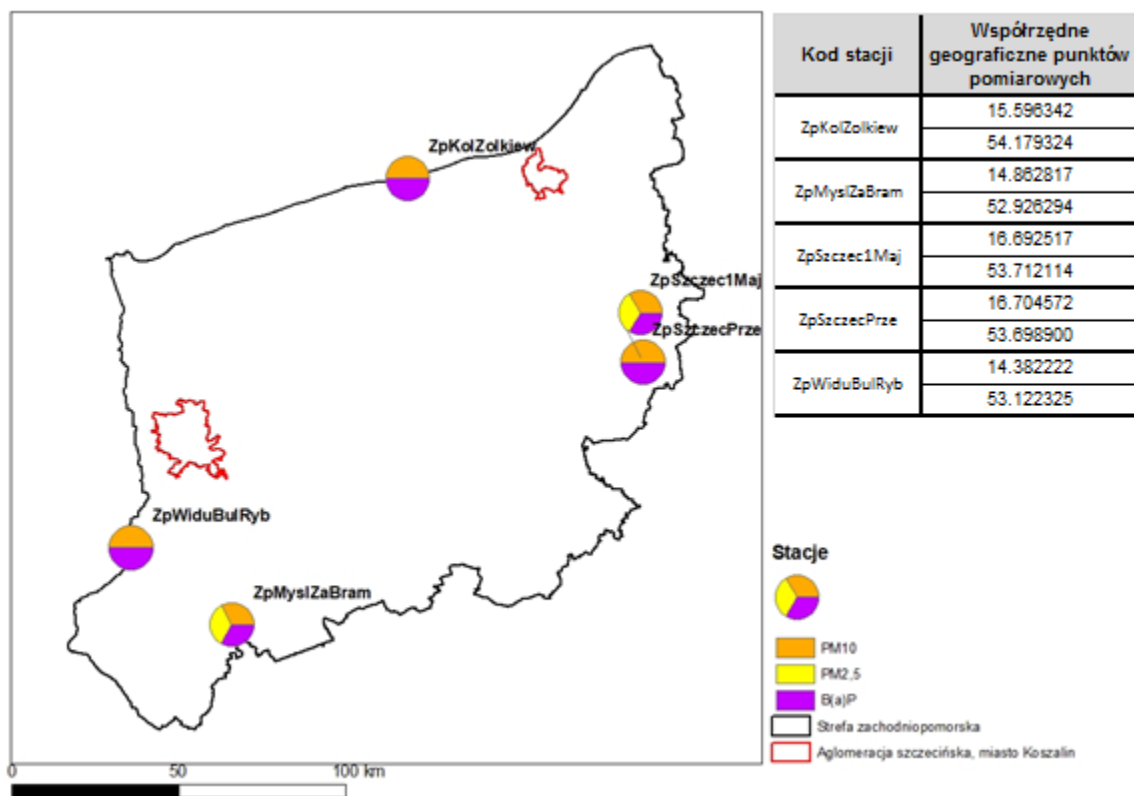 ZpKolZolkiew
ZpSzczec1Maj
ZpSzczecPrze
ZpWiduBulRyb
ZpMyslZaBram
0 50 100 km
Kod stacji
Współrzędne
geograficzne punktów
pomiarowych
ZpKolZolkiew
15.596342
54.179324
ZpMyslZaBram
14.862817
52.926294
ZpSzczec1Maj
16.692517
53.712114
ZpSzczecPrze
16.704572
53.698900
ZpWiduBulRyb
14.382222
53.122325
Stacje
PM10
PM2,5
B(a)P
Strefa zachodniopomorska
Aglomeracja szczecińska, miasto Koszalin